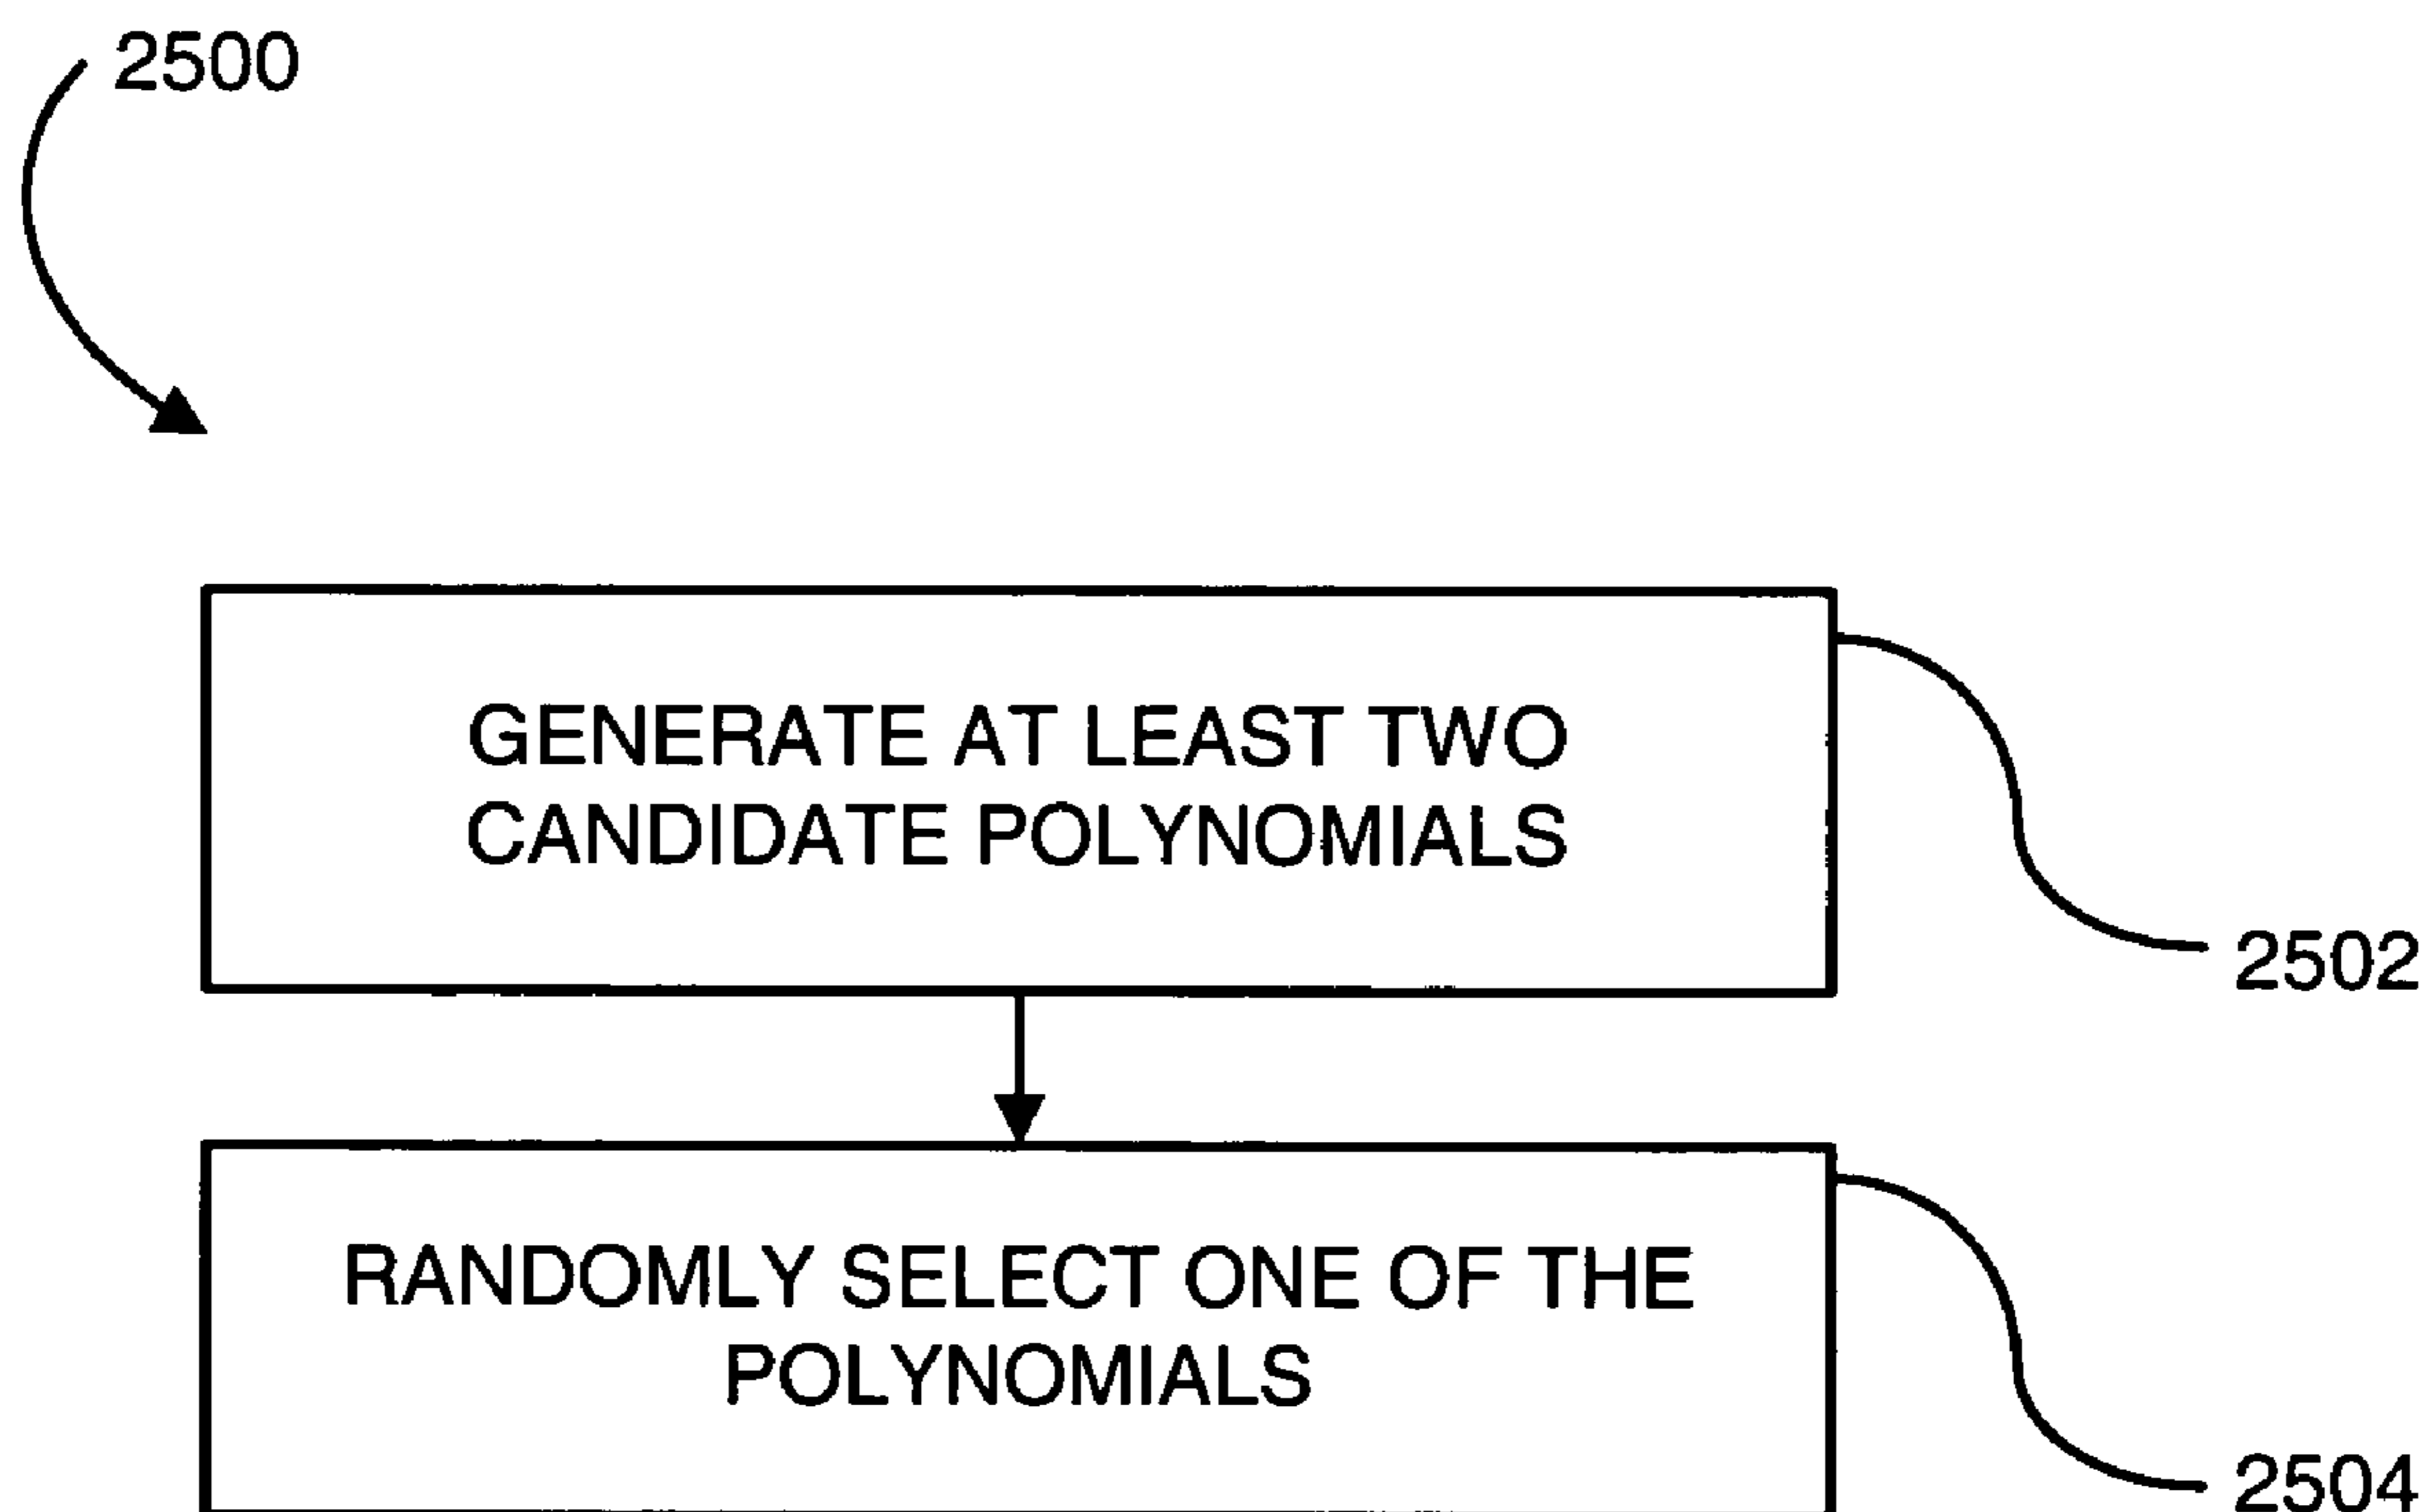 2500
GENERATE AT LEAST TWO
CANDIDATE POLYNOMIALS
2502
RANDOMLY SELECT ONE OF THE
POLYNOMIALS
2504